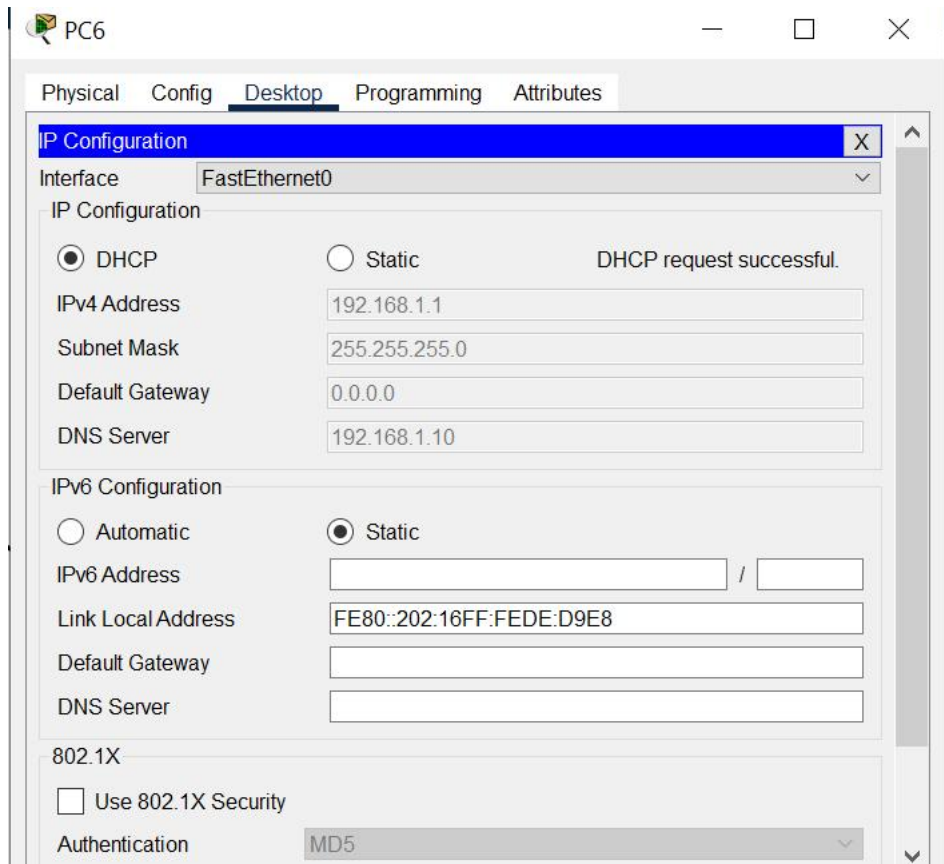 PC6
Physical Config Desktop Programming Attributes
IP Configuration X
Interface FastEthernet0
IP Configuration
DHCP Static DHCP request successful.
IPv4 Address 192.168.1.1
Subnet Mask 255.255.255.0
Default Gateway 0.0.0.0
DNS Server 192.168.1.10
IPv6 Configuration
Automatic Static
IPv6 Address /
Link Local Address FE80::202:16FF:FEDE:D9E8
Default Gateway
DNS Server
802.1X
Use 802.1X Security
Authentication MD5